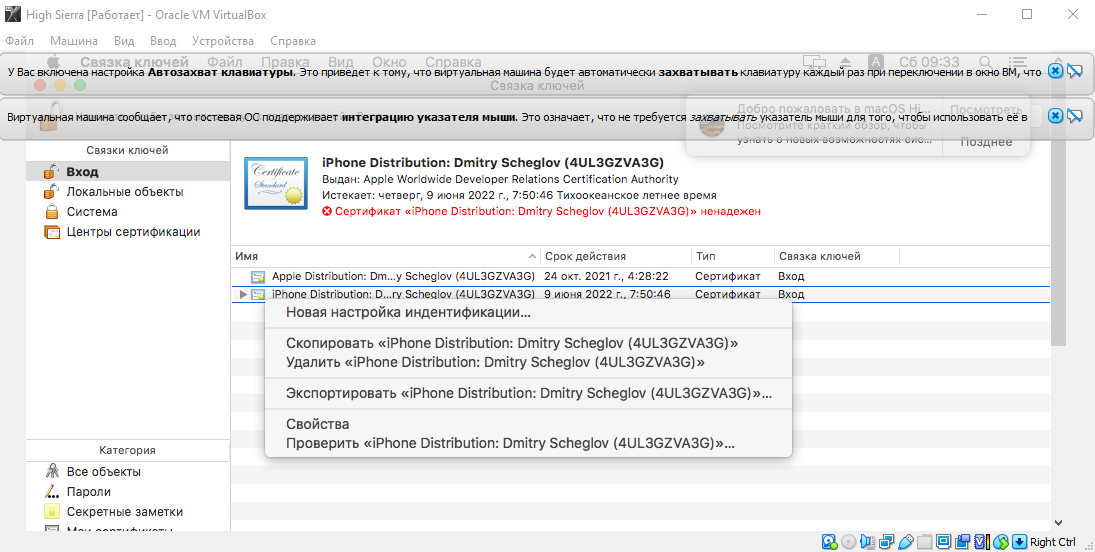 High Sierra [Работает] - Oracle VM VirtualBox
Файл Машина Вид Ввод Устройства Справка
Связка ключей Файл Правка Вид Окно Справка A Сб 09:33
У Вас включена настройка Автозахват клавиатуры. Это приведет к тому, что виртуальная машина будет автоматически захватывать клавиатуру каждый раз при переключении в окно ВМ, что
Связка ключей
Добро пожаловать в macOS Hi... Посмотреть
Виртуальная машина сообщает, что гостевая ОС поддерживает интеграцию указателя мыши. Это означает, что не требуется захватывать указатель мыши для того, чтобы использовать её в
Посмотрите краткий обзор, чтобы
узнать о новых возможностях сис... Позднее
Связки ключей
Вход
Локальные объекты
Система
Центры сертификации
Certificate
Standard
iPhone Distribution: Dmitry Scheglov (4UL3GZVA3G)
Выдан: Apple Worldwide Developer Relations Certification Authority
Истекает: четверг, 9 июня 2022 г., 7:50:46 Тихоокеанское летнее время
Сертификат «iPhone Distribution: Dmitry Scheglov (4UL3GZVA3G)» ненадежен
Имя Срок действия Тип Связка ключей
Apple Distribution: Dm...y Scheglov (4UL3GZVA3G) 24 окт. 2021 г., 4:28:22 Сертификат Вход
iPhone Distribution: D...ry Scheglov (4UL3GZVA3G) 9 июня 2022 г., 7:50:46 Сертификат Вход
Новая настройка индентификации...
Скопировать «iPhone Distribution: Dmitry Scheglov (4UL3GZVA3G)»
Удалить «iPhone Distribution: Dmitry Scheglov (4UL3GZVA3G)»
Экспортировать «iPhone Distribution: Dmitry Scheglov (4UL3GZVA3G)»...
Свойства
Проверить «iPhone Distribution: Dmitry Scheglov (4UL3GZVA3G)»...
Категория
Все объекты
Пароли
Секретные заметки
Мои сертификаты
Right Ctrl